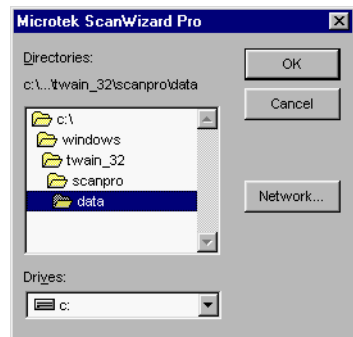 Microtek ScanWizard Pro
Directories:
c:\...\twain_32\scanpro\data
c:\
windows
twain_32
scanpro
data
Drives:
c:
OK
Cancel
Network...